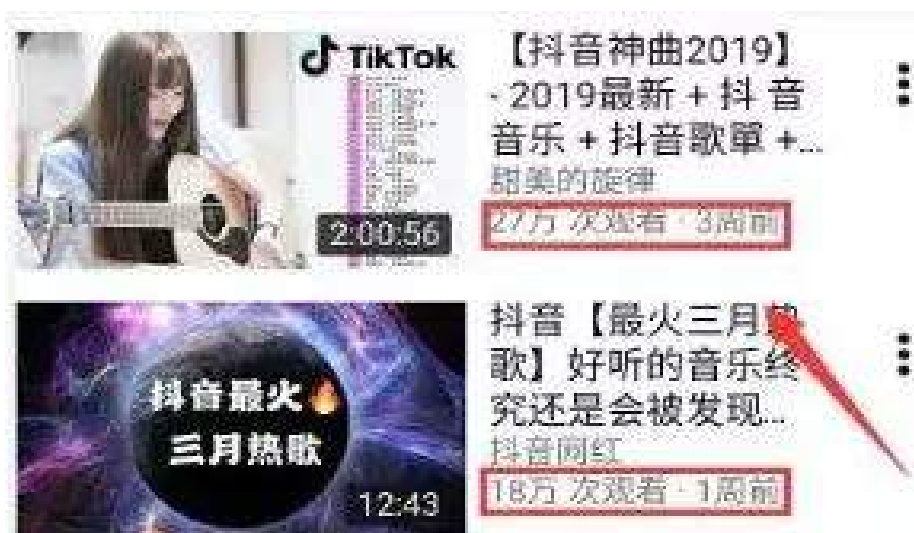 TikTok
2:00:56
【抖音神曲2019】
- 2019最新 + 抖 音
音乐 + 抖音歌單 +...
甜美的旋律
27万 次观看 · 3周前
抖音最火🔥
三月热歌
12:43
抖音【最火三月
歌】好听的音乐终
究还是会被发现...
抖音网红
18万 次观看 · 1周前